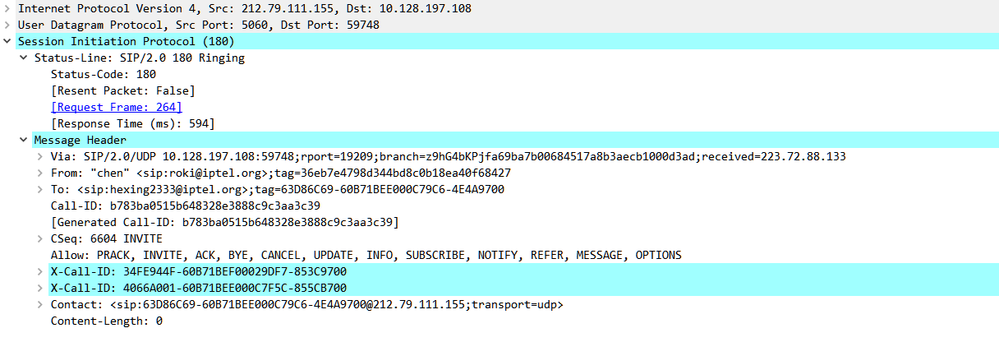 Internet Protocol Version 4, Src: 212.79.111.155, Dst: 10.128.197.108
User Datagram Protocol, Src Port: 5060, Dst Port: 59748
Session Initiation Protocol (180)
Status-Line: SIP/2.0 180 Ringing
Status-Code: 180
[Resent Packet: False]
[Request Frame: 264]
[Response Time (ms): 594]
Message Header
Via: SIP/2.0/UDP 10.128.197.108:59748;rport=19209;branch=z9hG4bKPjfa69ba7b00684517a8b3aecb1000d3ad;received=223.72.88.133
From: "chen" <sip:roki@iptel.org>;tag=36eb7e4798d344bd8c0b18ea40f68427
To: <sip:hexing2333@iptel.org>;tag=63D86C69-60B71BEE000C79C6-4E4A9700
Call-ID: b783ba0515b648328e3888c9c3aa3c39
[Generated Call-ID: b783ba0515b648328e3888c9c3aa3c39]
CSeq: 6604 INVITE
Allow: PRACK, INVITE, ACK, BYE, CANCEL, UPDATE, INFO, SUBSCRIBE, NOTIFY, REFER, MESSAGE, OPTIONS
X-Call-ID: 34FE944F-60B71BEF00029DF7-853C9700
X-Call-ID: 4066A001-60B71BEE000C7F5C-855CB700
Contact: <sip:63D86C69-60B71BEE000C79C6-4E4A9700@212.79.111.155;transport=udp>
Content-Length: 0